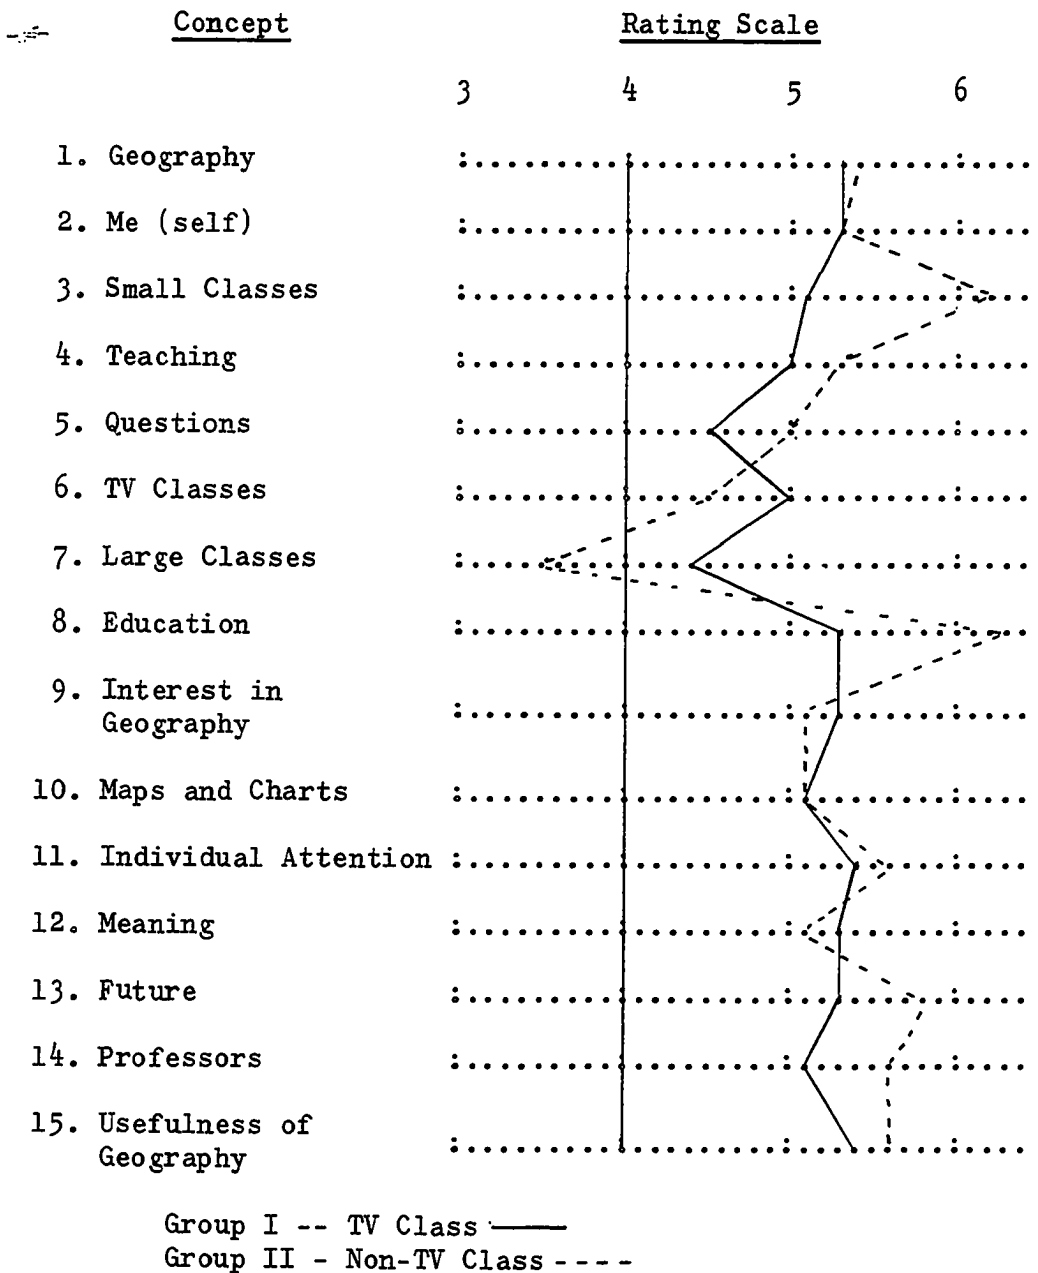 Concept Rating Scale
3 4 5 6
1. Geography
2. Me (self)
3. Small Classes
4. Teaching
5. Questions
6. TV Classes
7. Large Classes
8. Education
9. Interest in
Geography
10. Maps and Charts
11. Individual Attention
12. Meaning
13. Future
14. Professors
15. Usefulness of
Geography
Group I -- TV Class
Group II - Non-TV Class